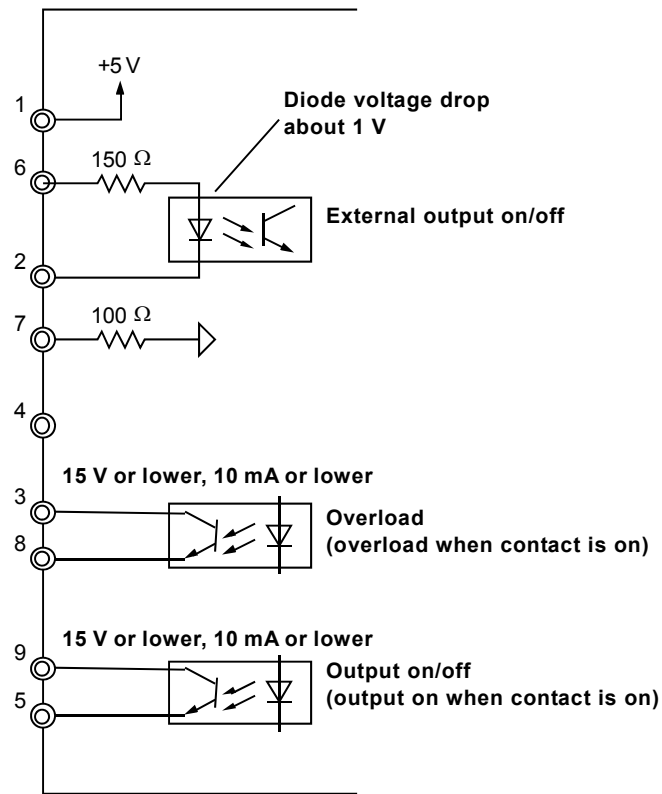 +5 V
1
Diode voltage drop
about 1 V
6
150 Ω
External output on/off
2
7
100 Ω
4
15 V or lower, 10 mA or lower
3
Overload
(overload when contact is on)
8
15 V or lower, 10 mA or lower
9
Output on/off
(output on when contact is on)
5